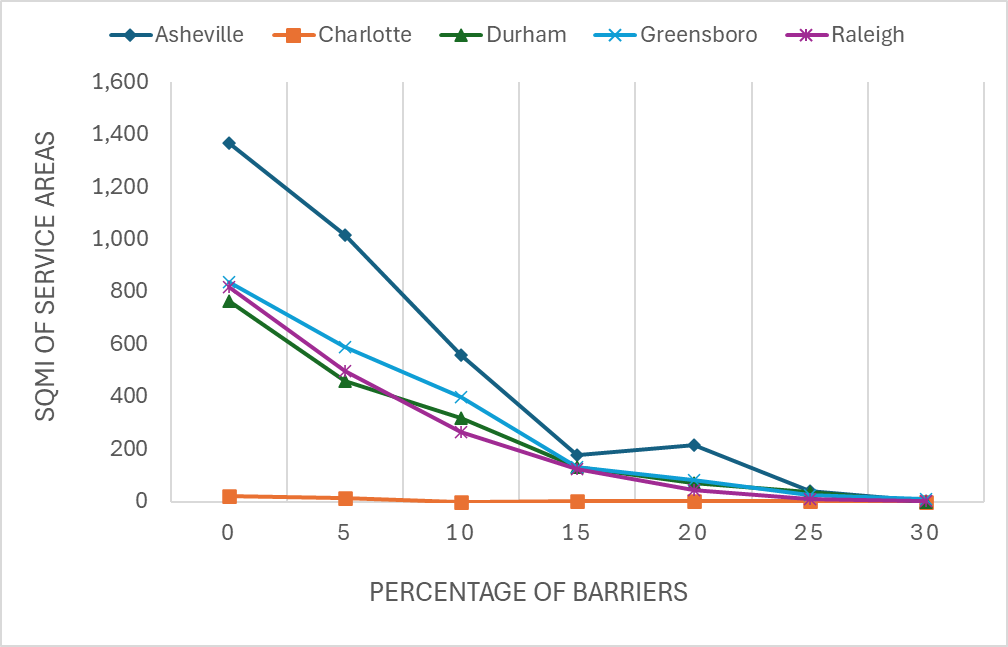 Asheville Charlotte Durham Greensboro Raleigh
SQMI OF SERVICE AREAS
1,600
1,400
1,200
1,000
800
600
400
200
0
0 5 10 15 20 25 30
PERCENTAGE OF BARRIERS